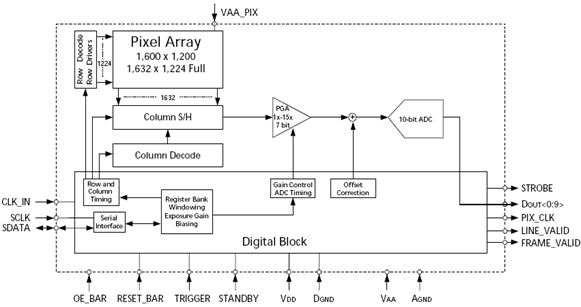 VAA_PIX
Row Decode
Row Drivers
1224
Pixel Array
1,600 x 1,200
1,632 x 1,224 Full
1632
Column S/H
PGA
1x-15x
7 bit
10-bit ADC
Column Decode
Row and
Column
Timing
Register Bank
Windowing
Exposure Gain
Biasing
Gain Control
ADC Timing
Offset
Correction
Serial
Interface
Digital Block
CLK_IN
SCLK
SDATA
STROBE
DOUT<0:9>
PIX_CLK
LINE_VALID
FRAME_VALID
OE_BAR
RESET_BAR
TRIGGER
STANDBY
VDD
DGND
VAA
AGND